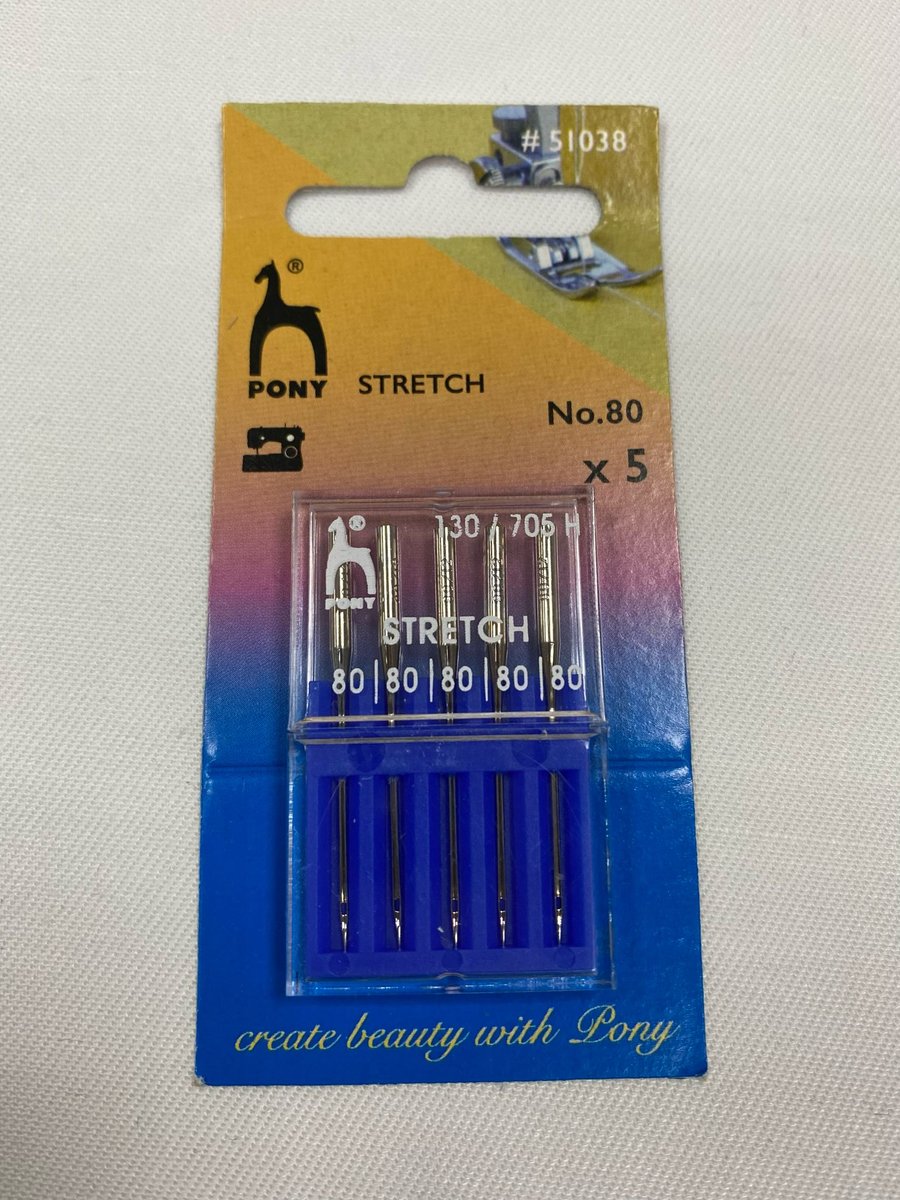 # 51038
®
PONY STRETCH
No.80
x 5
® 130 / 705 H
PONY
STRETCH
80 | 80 | 80 | 80 | 80
create beauty with Pony